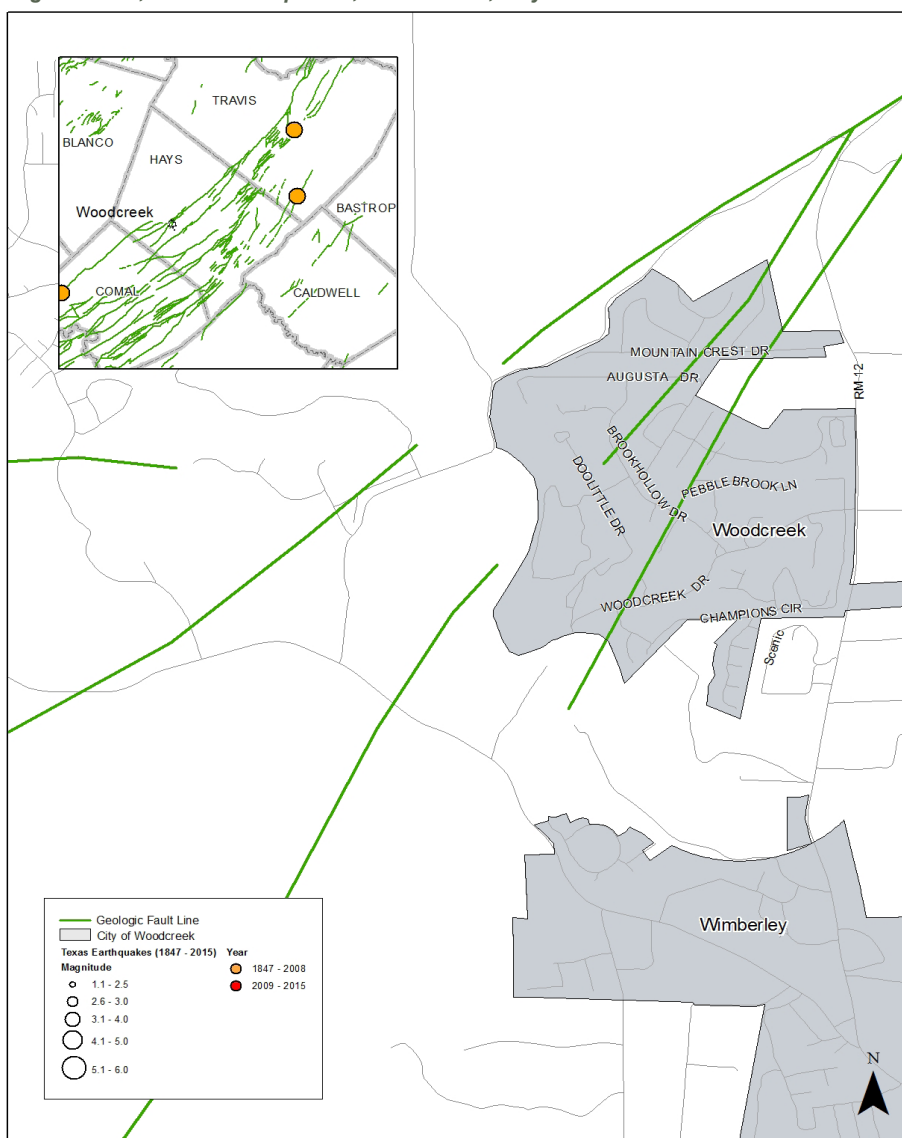 TRAVIS
BLANCO
HAYS
Woodcreek
BASTROP
COMAL
CALDWELL
MOUNTAIN CREST DR
AUGUSTA DR
RM 12
BROOKHOLLOW DR
DOOLITTLE DR
PEBBLEBROOK LN
Woodcreek
WOODCREEK DR
CHAMPIONS CIR
Scenic
Wimberley
Geologic Fault Line
City of Woodcreek
Texas Earthquakes (1847 - 2015) Year
Magnitude
1847 - 2008
1.1 - 2.5
2009 - 2015
2.6 - 3.0
3.1 - 4.0
4.1 - 5.0
5.1 - 6.0
N